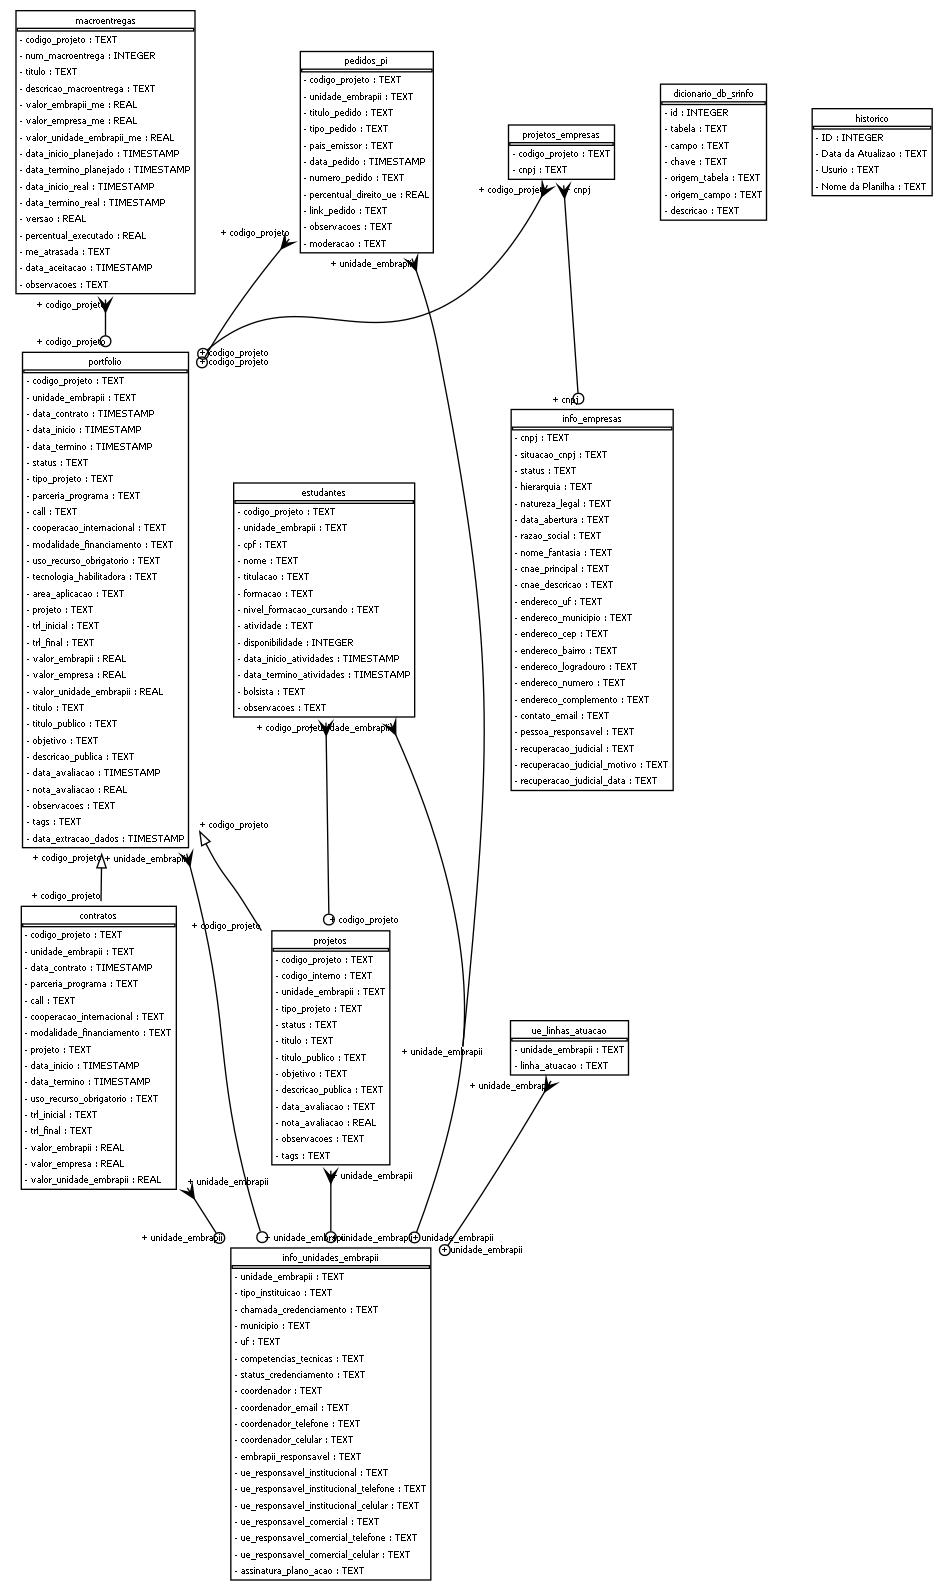 macroentregas
- codigo_projeto : TEXT
- num_macroentrega : INTEGER
- titulo : TEXT
- descricao_macroentrega : TEXT
- valor_embrapii_me : REAL
- valor_empresa_me : REAL
- valor_unidade_embrapii_me : REAL
- data_inicio_planejado : TIMESTAMP
- data_termino_planejado : TIMESTAMP
- data_inicio_real : TIMESTAMP
- data_termino_real : TIMESTAMP
- versao : REAL
- percentual_executado : REAL
- me_atrasada : TEXT
- data_aceitacao : TIMESTAMP
- observacoes : TEXT
pedidos_pi
- codigo_projeto : TEXT
- unidade_embrapii : TEXT
- titulo_pedido : TEXT
- tipo_pedido : TEXT
- pais_emissor : TEXT
- data_pedido : TIMESTAMP
- numero_pedido : TEXT
- percentual_direito_ue : REAL
- link_pedido : TEXT
- observacoes : TEXT
- moderacao : TEXT
projetos_empresas
- codigo_projeto : TEXT
- cnpj : TEXT
dicionario_db_srinfo
- id : INTEGER
- tabela : TEXT
- campo : TEXT
- chave : TEXT
- origem_tabela : TEXT
- origem_campo : TEXT
- descricao : TEXT
historico
- ID : INTEGER
- Data da Atualizao : TEXT
- Usurio : TEXT
- Nome da Planilha : TEXT
+ codigo_projeto
+ cnpj
+ codigo_projeto
+ unidade_embrapii
+ codigo_projeto
+ codigo_projeto
+ codigo_projeto
+ codigo_projeto
+ cnpj
portfolio
- codigo_projeto : TEXT
- unidade_embrapii : TEXT
- data_contrato : TIMESTAMP
- data_inicio : TIMESTAMP
- data_termino : TIMESTAMP
- status : TEXT
- tipo_projeto : TEXT
- parceria_programa : TEXT
- call : TEXT
- cooperacao_internacional : TEXT
- modalidade_financiamento : TEXT
- uso_recurso_obrigatorio : TEXT
- tecnologia_habilitadora : TEXT
- area_aplicacao : TEXT
- projeto : TEXT
- trl_inicial : TEXT
- trl_final : TEXT
- valor_embrapii : REAL
- valor_empresa : REAL
- valor_unidade_embrapii : REAL
- titulo : TEXT
- titulo_publico : TEXT
- objetivo : TEXT
- descricao_publica : TEXT
- data_avaliacao : TIMESTAMP
- nota_avaliacao : REAL
- observacoes : TEXT
- tags : TEXT
- data_extracao_dados : TIMESTAMP
info_empresas
- cnpj : TEXT
- situacao_cnpj : TEXT
- status : TEXT
- hierarquia : TEXT
- natureza_legal : TEXT
- data_abertura : TEXT
- razao_social : TEXT
- nome_fantasia : TEXT
- cnae_principal : TEXT
- cnae_descricao : TEXT
- endereco_uf : TEXT
- endereco_municipio : TEXT
- endereco_cep : TEXT
- endereco_bairro : TEXT
- endereco_logradouro : TEXT
- endereco_numero : TEXT
- endereco_complemento : TEXT
- contato_email : TEXT
- pessoa_responsavel : TEXT
- recuperacao_judicial : TEXT
- recuperacao_judicial_motivo : TEXT
- recuperacao_judicial_data : TEXT
estudantes
- codigo_projeto : TEXT
- unidade_embrapii : TEXT
- cpf : TEXT
- nome : TEXT
- titulacao : TEXT
- formacao : TEXT
- nivel_formacao_cursando : TEXT
- atividade : TEXT
- disponibilidade : INTEGER
- data_inicio_atividades : TIMESTAMP
- data_termino_atividades : TIMESTAMP
- bolsista : TEXT
- observacoes : TEXT
+ codigo_projeto
unidade_embrapii
+ codigo_projeto
+ codigo_projeto
+ unidade_embrapii
+ codigo_projeto
+ codigo_projeto
+ codigo_projeto
contratos
- codigo_projeto : TEXT
- unidade_embrapii : TEXT
- data_contrato : TIMESTAMP
- parceria_programa : TEXT
- call : TEXT
- cooperacao_internacional : TEXT
- modalidade_financiamento : TEXT
- projeto : TEXT
- data_inicio : TIMESTAMP
- data_termino : TIMESTAMP
- uso_recurso_obrigatorio : TEXT
- trl_inicial : TEXT
- trl_final : TEXT
- valor_embrapii : REAL
- valor_empresa : REAL
- valor_unidade_embrapii : REAL
projetos
- codigo_projeto : TEXT
- codigo_interno : TEXT
- unidade_embrapii : TEXT
- tipo_projeto : TEXT
- status : TEXT
- titulo : TEXT
- titulo_publico : TEXT
- objetivo : TEXT
- descricao_publica : TEXT
- data_avaliacao : TEXT
- nota_avaliacao : REAL
- observacoes : TEXT
- tags : TEXT
ue_linhas_atuacao
- unidade_embrapii : TEXT
- linha_atuacao : TEXT
+ unidade_embrapii
+ unidade_embrapii
+ unidade_embrapii
unidade_embrapii
+ unidade_embrapii
+ unidade_embrapii
+ unidade_embrapii
+ unidade_embrapii
+ unidade_embrapii
info_unidades_embrapii
- unidade_embrapii : TEXT
- tipo_instituicao : TEXT
- chamada_credenciamento : TEXT
- municipio : TEXT
- uf : TEXT
- competencias_tecnicas : TEXT
- status_credenciamento : TEXT
- coordenador : TEXT
- coordenador_email : TEXT
- coordenador_telefone : TEXT
- coordenador_celular : TEXT
- embrapii_responsavel : TEXT
- ue_responsavel_institucional : TEXT
- ue_responsavel_institucional_telefone : TEXT
- ue_responsavel_institucional_celular : TEXT
- ue_responsavel_comercial : TEXT
- ue_responsavel_comercial_telefone : TEXT
- ue_responsavel_comercial_celular : TEXT
- assinatura_plano_acao : TEXT